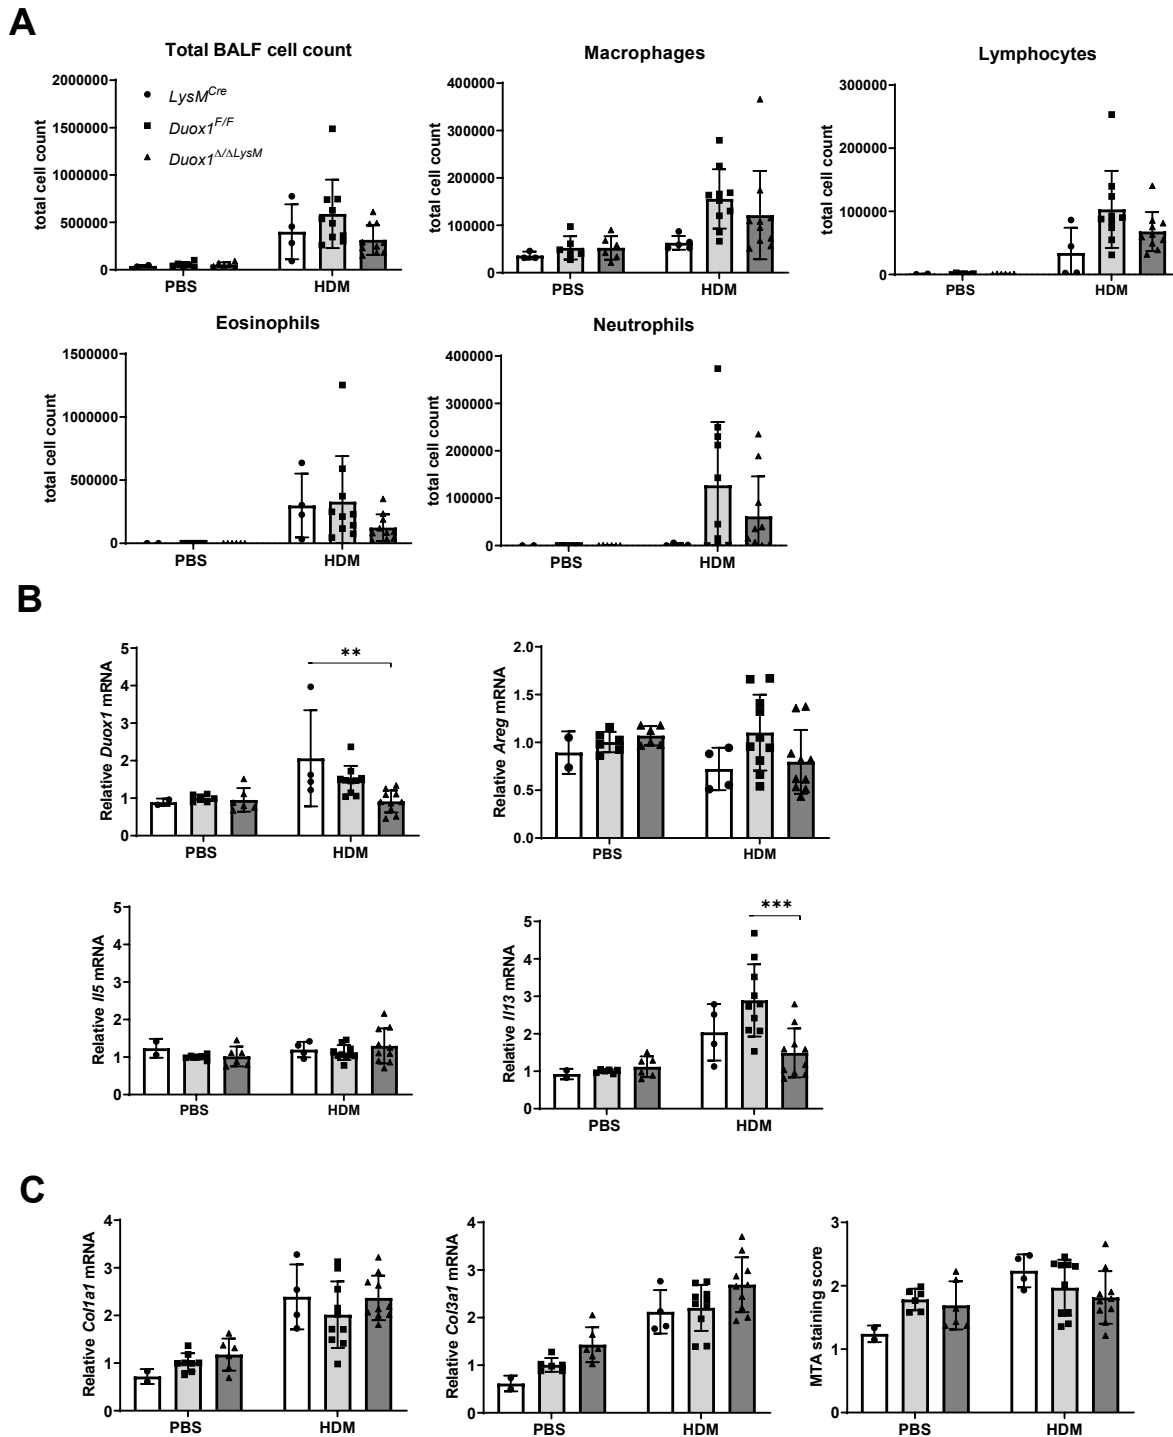 A
Total BALF cell count
Macrophages
Lymphocytes
total cell count
2000000
1500000
1000000
500000
0
LysM^Cre
Duox1^F/F
Duox1^Δ/ΔLysM
PBS
HDM
total cell count
400000
300000
200000
100000
0
PBS
HDM
total cell count
300000
200000
100000
0
PBS
HDM
Eosinophils
Neutrophils
total cell count
1500000
1000000
500000
0
PBS
HDM
total cell count
400000
300000
200000
100000
0
PBS
HDM
B
Relative Duox1 mRNA
5
4
3
2
1
0
**
PBS
HDM
Relative Areg mRNA
2.0
1.5
1.0
0.5
0.0
PBS
HDM
Relative Il5 mRNA
5
4
3
2
1
0
PBS
HDM
Relative Il13 mRNA
5
4
3
2
1
0
***
PBS
HDM
C
Relative Col1a1 mRNA
4
3
2
1
0
PBS
HDM
Relative Col3a1 mRNA
4
3
2
1
0
PBS
HDM
MTA staining score
3
2
1
0
PBS
HDM